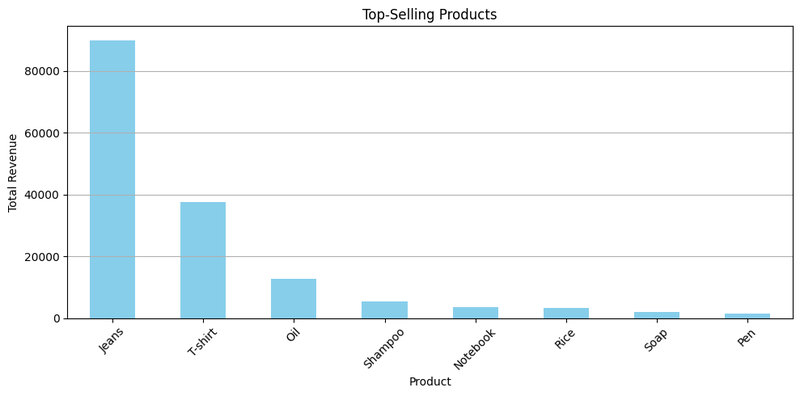 Top-Selling Products
Total Revenue
80000
60000
40000
20000
0
Jeans
T-shirt
Oil
Shampoo
Notebook
Rice
Soap
Pen
Product